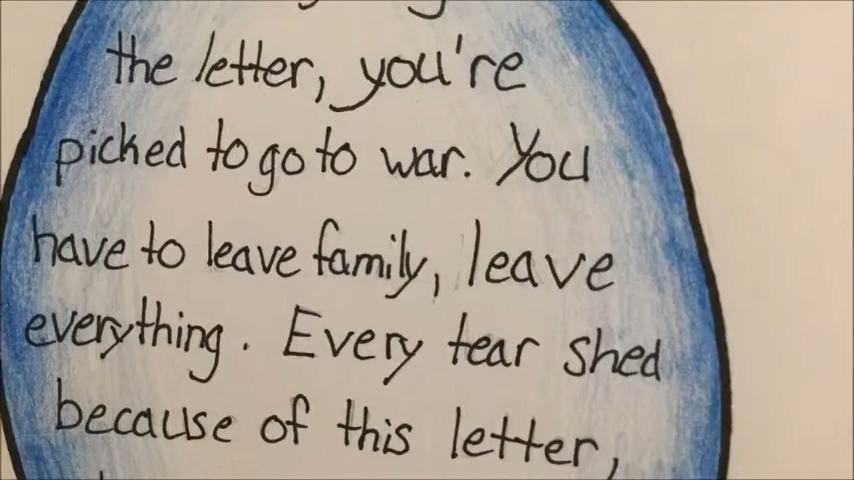 the letter, you're
picked to go to war. You
have to leave family, leave
everything. Every tear shed
because of this letter,